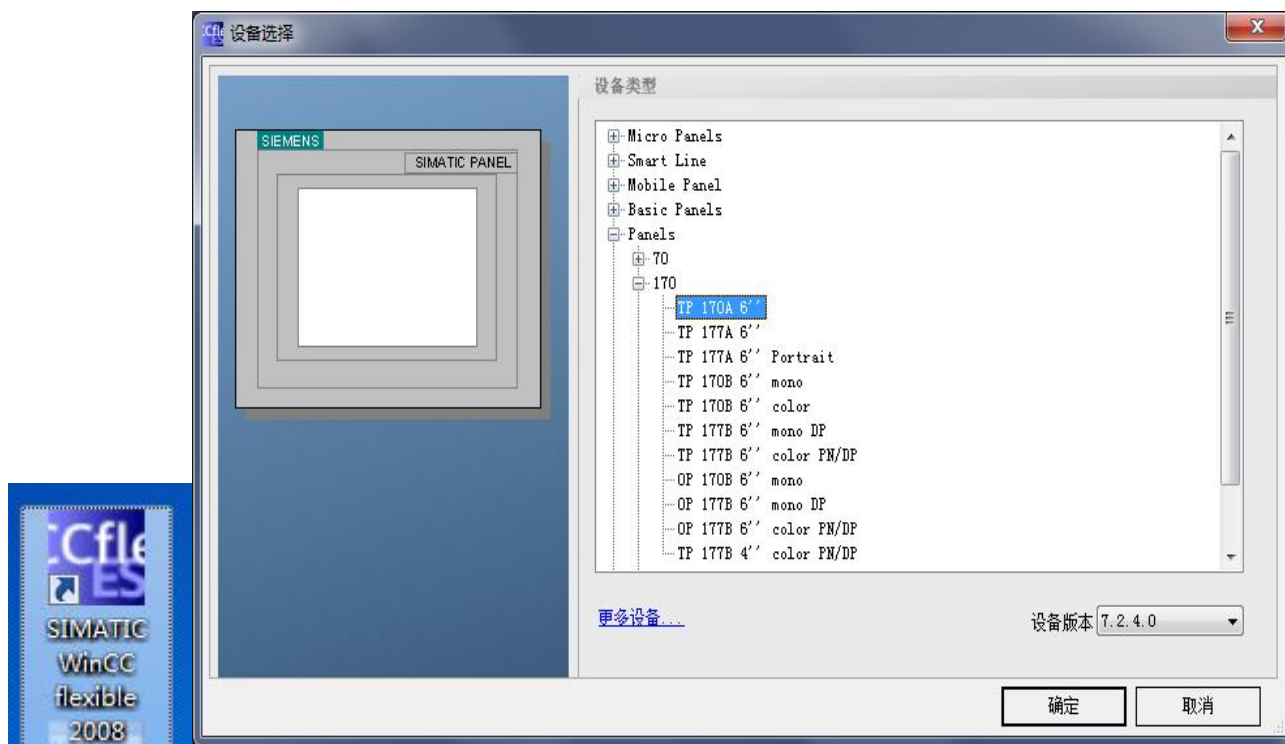 设备选择
设备类型
SIEMENS
SIMATIC PANEL
Micro Panels
Smart Line
Mobile Panel
Basic Panels
Panels
70
170
TP 170A 6''
TP 177A 6''
TP 177A 6'' Portrait
TP 170B 6'' mono
TP 170B 6'' color
TP 177B 6'' mono DP
TP 177B 6'' color PN/DP
OP 170B 6'' mono
OP 177B 6'' mono DP
OP 177B 6'' color PN/DP
TP 177B 4'' color PN/DP
更多设备...
设备版本 7.2.4.0
确定 取消
CCfle
ES
SIMATIC
WinCC
flexible
2008